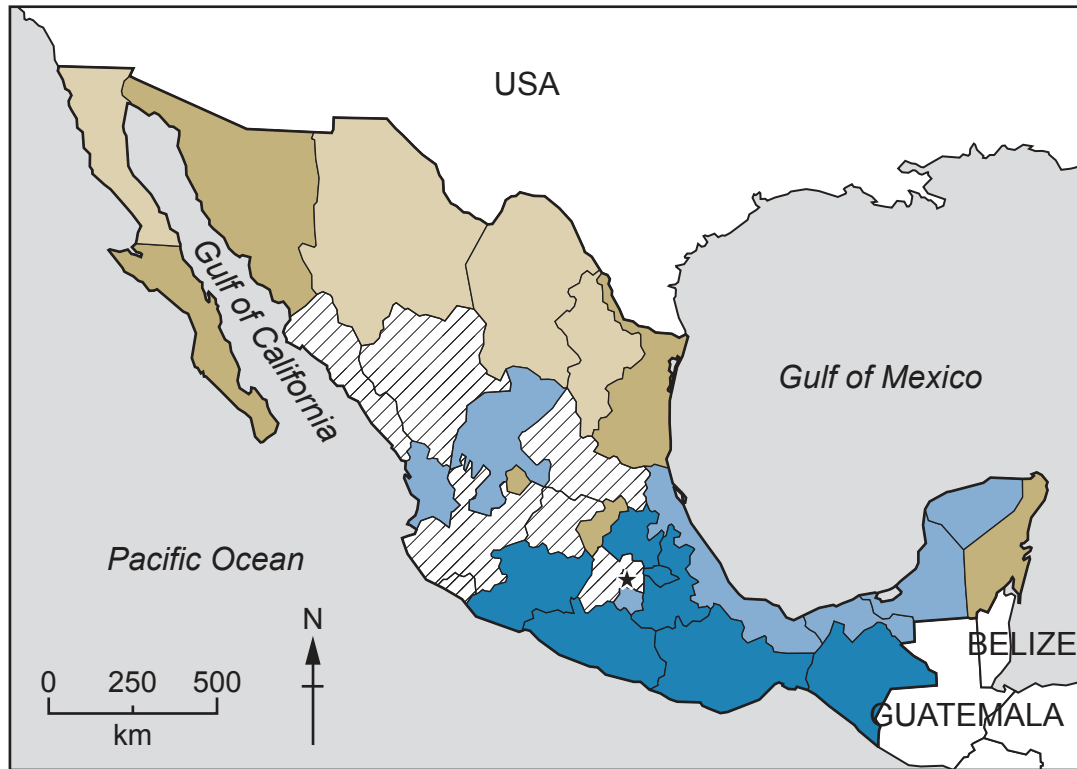 USA
Gulf of California
Gulf of Mexico
Pacific Ocean
N
0 250 500
km
BELIZE
GUATEMALA